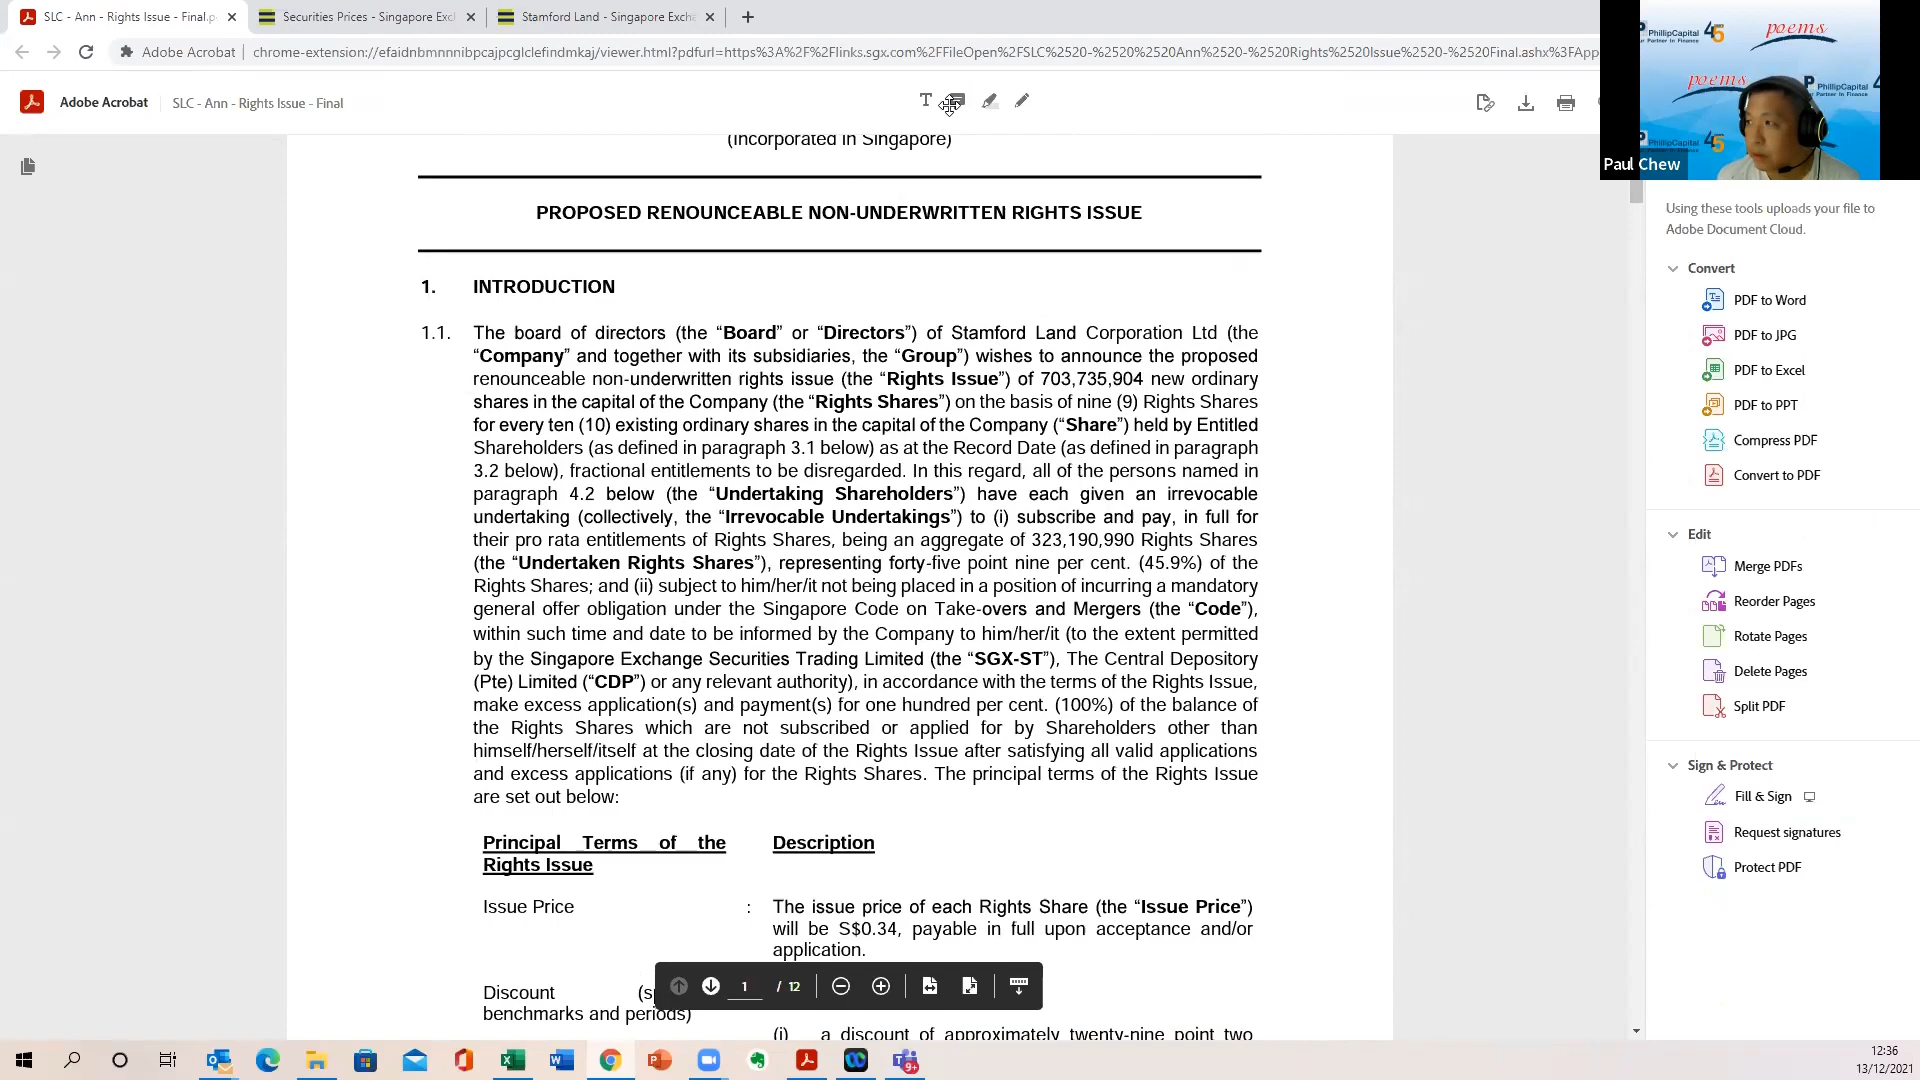 SLC - Ann - Rights Issue - Final.p
Securities Prices - Singapore Exc
Stamford Land - Singapore Exch
Adobe Acrobat
chrome-extension://efaidnbmnnnibpcajpcglclefindmkaj/viewer.html?pdfurl=https%3A%2F%2Flinks.sgx.com%2FFileOpen%2FSLC%2520-%2520%2520Ann%2520-%2520Rights%2520Issue%2520-%2520Final.ashx%3FApp
Adobe Acrobat
SLC - Ann - Rights Issue - Final
PhillipCapital
45
poems
poems
Paul Chew
(Incorporated in Singapore)
PROPOSED RENOUNCEABLE NON-UNDERWRITTEN RIGHTS ISSUE
1. INTRODUCTION
1.1. The board of directors (the “Board” or “Directors”) of Stamford Land Corporation Ltd (the
“Company” and together with its subsidiaries, the “Group”) wishes to announce the proposed
renounceable non-underwritten rights issue (the “Rights Issue”) of 703,735,904 new ordinary
shares in the capital of the Company (the “Rights Shares”) on the basis of nine (9) Rights Shares
for every ten (10) existing ordinary shares in the capital of the Company (“Share”) held by Entitled
Shareholders (as defined in paragraph 3.1 below) as at the Record Date (as defined in paragraph
3.2 below), fractional entitlements to be disregarded. In this regard, all of the persons named in
paragraph 4.2 below (the “Undertaking Shareholders”) have each given an irrevocable
undertaking (collectively, the “Irrevocable Undertakings”) to (i) subscribe and pay, in full for
their pro rata entitlements of Rights Shares, being an aggregate of 323,190,990 Rights Shares
(the “Undertaken Rights Shares”), representing forty-five point nine per cent. (45.9%) of the
Rights Shares; and (ii) subject to him/her/it not being placed in a position of incurring a mandatory
general offer obligation under the Singapore Code on Take-overs and Mergers (the “Code”),
within such time and date to be informed by the Company to him/her/it (to the extent permitted
by the Singapore Exchange Securities Trading Limited (the “SGX-ST”), The Central Depository
(Pte) Limited (“CDP”) or any relevant authority), in accordance with the terms of the Rights Issue,
make excess application(s) and payment(s) for one hundred per cent. (100%) of the balance of
the Rights Shares which are not subscribed or applied for by Shareholders other than
himself/herself/itself at the closing date of the Rights Issue after satisfying all valid applications
and excess applications (if any) for the Rights Shares. The principal terms of the Rights Issue
are set out below:
Principal Terms of the Description
Rights Issue
Issue Price : The issue price of each Rights Share (the “Issue Price”)
will be S$0.34, payable in full upon acceptance and/or
application.
Discount (s
benchmarks and periods)
(i) a discount of approximately twenty-nine point two
1 / 12
Using these tools uploads your file to
Adobe Document Cloud.
Convert
PDF to Word
PDF to JPG
PDF to Excel
PDF to PPT
Compress PDF
Convert to PDF
Edit
Merge PDFs
Reorder Pages
Rotate Pages
Delete Pages
Split PDF
Sign & Protect
Fill & Sign
Request signatures
Protect PDF
12:36
13/12/2021